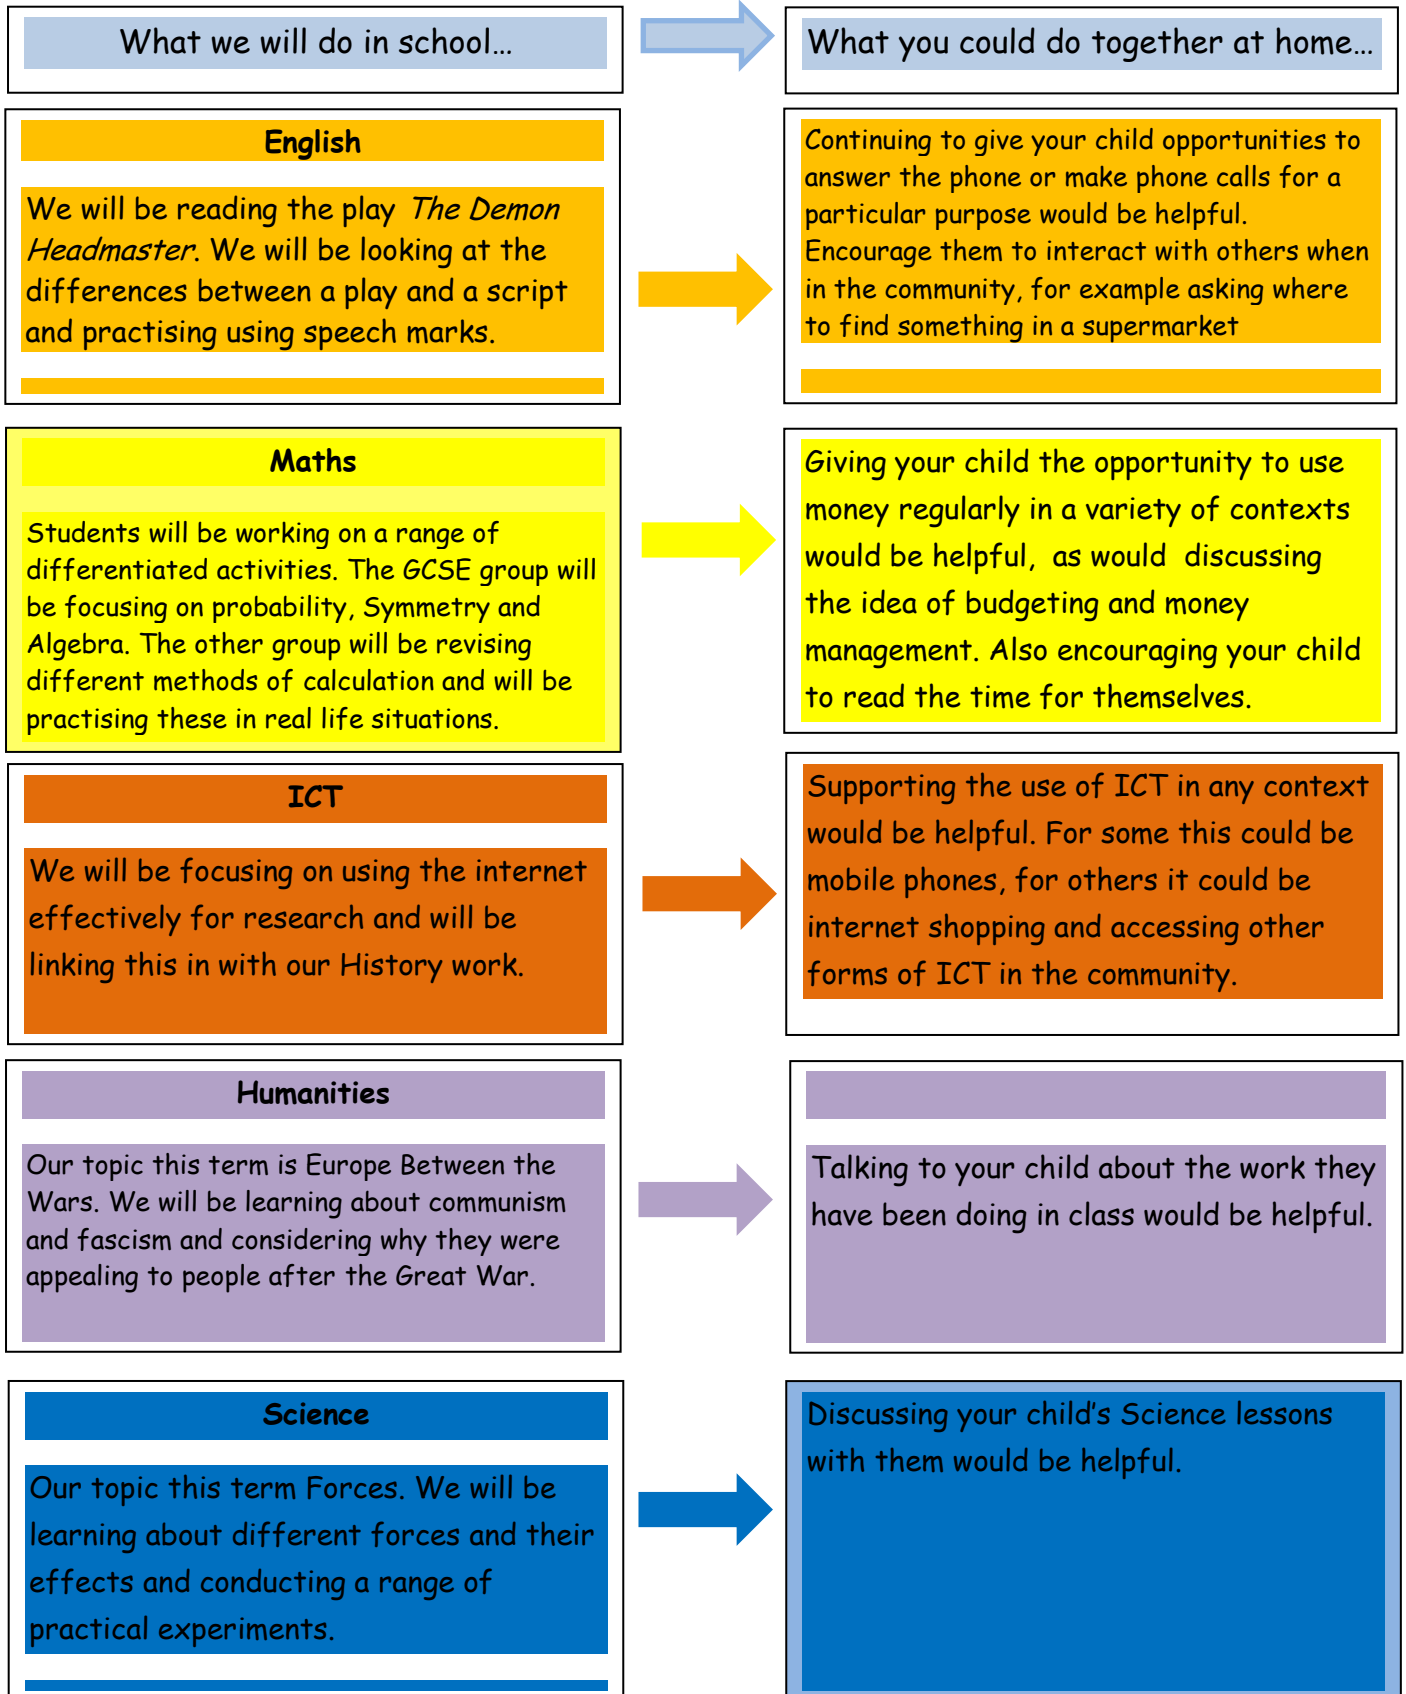 What we will do in school…
What you could do together at home…
English
We will be reading the play The Demon
Headmaster. We will be looking at the
differences between a play and a script
and practising using speech marks.
Continuing to give your child opportunities to
answer the phone or make phone calls for a
particular purpose would be helpful.
Encourage them to interact with others when
in the community, for example asking where
to find something in a supermarket
Maths
Students will be working on a range of
differentiated activities. The GCSE group will
be focusing on probability, Symmetry and
Algebra. The other group will be revising
different methods of calculation and will be
practising these in real life situations.
Giving your child the opportunity to use
money regularly in a variety of contexts
would be helpful, as would discussing
the idea of budgeting and money
management. Also encouraging your child
to read the time for themselves.
ICT
We will be focusing on using the internet
effectively for research and will be
linking this in with our History work.
Supporting the use of ICT in any context
would be helpful. For some this could be
mobile phones, for others it could be
internet shopping and accessing other
forms of ICT in the community.
Humanities
Our topic this term is Europe Between the
Wars. We will be learning about communism
and fascism and considering why they were
appealing to people after the Great War.
Talking to your child about the work they
have been doing in class would be helpful.
Science
Our topic this term Forces. We will be
learning about different forces and their
effects and conducting a range of
practical experiments.
Discussing your child's Science lessons
with them would be helpful.